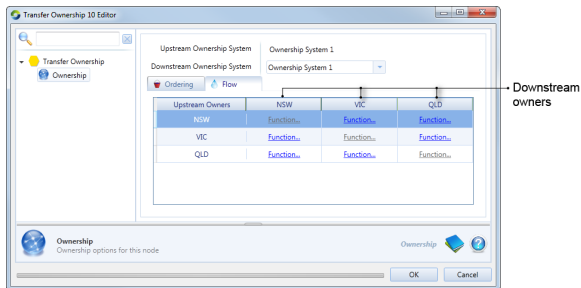 Transfer Ownership 10 Editor
Upstream Ownership System Ownership System 1
Transfer Ownership
Downstream Ownership System Ownership System 1
Ownership
Ordering Flow
Downstream
owners
Upstream Owners NSW VIC QLD
NSW Function... Function... Function...
VIC Function... Function... Function...
QLD Function... Function... Function...
Ownership
Ownership options for this node
Ownership
OK Cancel